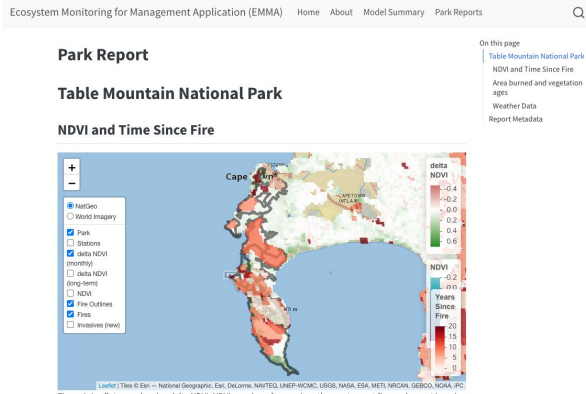 Ecosystem Monitoring for Management Application (EMMA) Home About Model Summary Park Reports
Park Report
Table Mountain National Park
NDVI and Time Since Fire
On this page
Table Mountain National Park
NDVI and Time Since Fire
Area burned and vegetation
ages
Weather Data
Report Metadata
+
−
NatGeo
World Imagery
Park
Stations
delta NDVI
(monthly)
delta NDVI
(long-term)
NDVI
Fire Outlines
Fires
Invasives (new)
Cape
CAPETOWN
delta
NDVI
-0.4
-0.2
0.0
0.2
0.4
0.6
NDVI
-0.2
0.0
Years
Since
Fire
20
15
10
5
0
Leaflet | Tiles © Esri — National Geographic, Esri, DeLorme, NAVTEQ, UNEP-WCMC, USGS, NASA, ESA, METI, NRCAN, GEBCO, NOAA, iPC